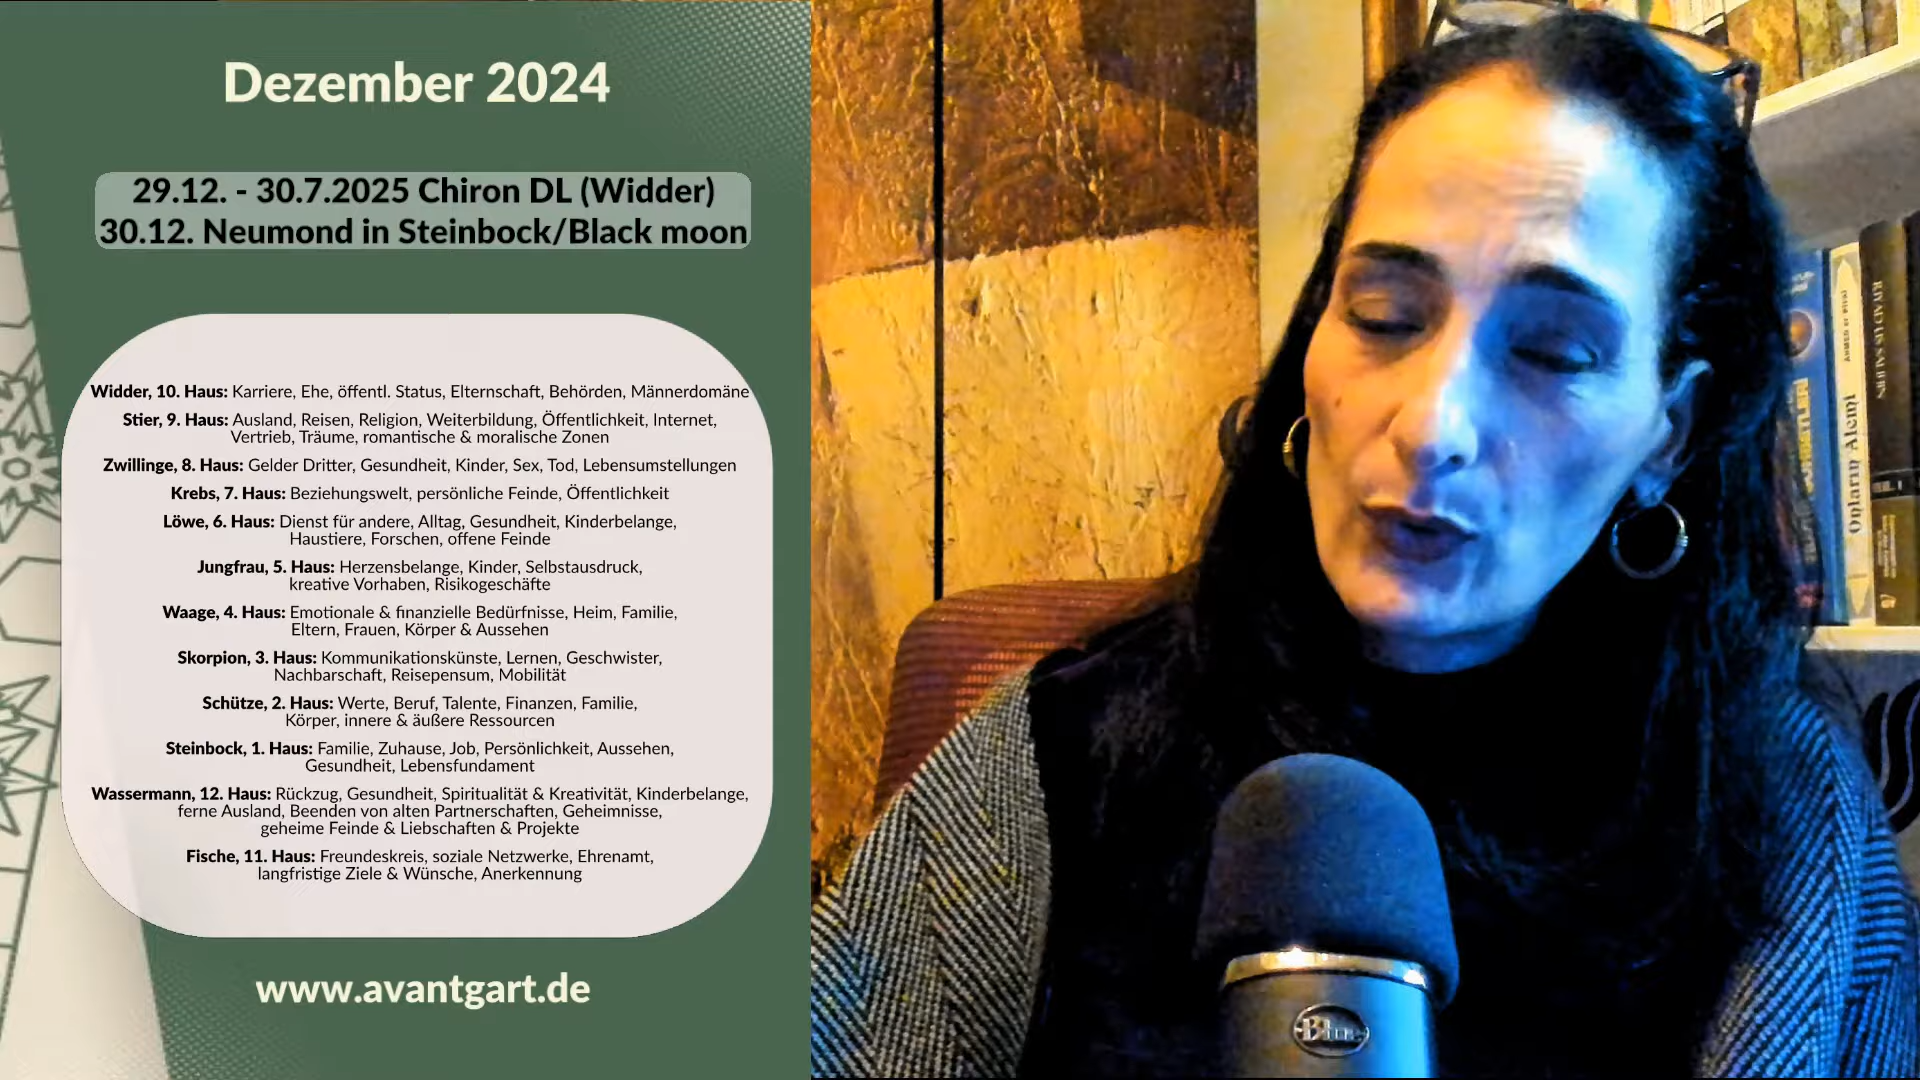 Dezember 2024
29.12. - 30.7.2025 Chiron DL (Widder)
30.12. Neumond in Steinbock/Black moon
Widder, 10. Haus: Karriere, Ehe, öffentl. Status, Elternschaft, Behörden, Männerdomäne
Stier, 9. Haus: Ausland, Reisen, Religion, Weiterbildung, Öffentlichkeit, Internet,
Vertrieb, Träume, romantische & moralische Zonen
Zwillinge, 8. Haus: Gelder Dritter, Gesundheit, Kinder, Sex, Tod, Lebensumstellungen
Krebs, 7. Haus: Beziehungswelt, persönliche Feinde, Öffentlichkeit
Löwe, 6. Haus: Dienst für andere, Alltag, Gesundheit, Kinderbelange,
Haustiere, Forschen, offene Feinde
Jungfrau, 5. Haus: Herzensbelange, Kinder, Selbstausdruck,
kreative Vorhaben, Risikogeschäfte
Waage, 4. Haus: Emotionale & finanzielle Bedürfnisse, Heim, Familie,
Eltern, Frauen, Körper & Aussehen
Skorpion, 3. Haus: Kommunikationskünste, Lernen, Geschwister,
Nachbarschaft, Reisepensum, Mobilität
Schütze, 2. Haus: Werte, Beruf, Talente, Finanzen, Familie,
Körper, innere & äußere Ressourcen
Steinbock, 1. Haus: Familie, Zuhause, Job, Persönlichkeit, Aussehen,
Gesundheit, Lebensfundament
Wassermann, 12. Haus: Rückzug, Gesundheit, Spiritualität & Kreativität, Kinderbelange,
ferne Ausland, Beenden von alten Partnerschaften, Geheimnisse,
geheime Feinde & Liebschaften & Projekte
Fische, 11. Haus: Freundeskreis, soziale Netzwerke, Ehrenamt,
langfristige Ziele & Wünsche, Anerkennung
www.avantgart.de
Onların Alemi
Blue